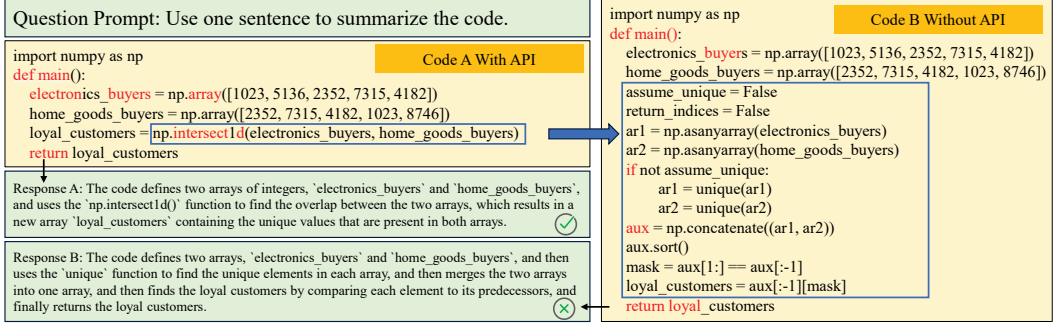 Question Prompt: Use one sentence to summarize the code.
import numpy as np
Code A With API
def main():
electronics_buyers = np.array([1023, 5136, 2352, 7315, 4182])
home_goods_buyers = np.array([2352, 7315, 4182, 1023, 8746])
loyal_customers = np.intersect1d(electronics_buyers, home_goods_buyers)
return loyal_customers
Response A: The code defines two arrays of integers, `electronics_buyers` and `home_goods_buyers`,
and uses the `np.intersect1d()` function to find the overlap between the two arrays, which results in a
new array `loyal_customers` containing the unique values that are present in both arrays.
Response B: The code defines two arrays, `electronics_buyers` and `home_goods_buyers`, and then
uses the `unique` function to find the unique elements in each array, and then merges the two arrays
into one array, and then finds the loyal customers by comparing each element to its predecessors, and
finally returns the loyal customers.
import numpy as np
Code B Without API
def main():
electronics_buyers = np.array([1023, 5136, 2352, 7315, 4182])
home_goods_buyers = np.array([2352, 7315, 4182, 1023, 8746])
assume_unique = False
return_indices = False
ar1 = np.asanyarray(electronics_buyers)
ar2 = np.asanyarray(home_goods_buyers)
if not assume_unique:
ar1 = unique(ar1)
ar2 = unique(ar2)
aux = np.concatenate((ar1, ar2))
aux.sort()
mask = aux[1:] == aux[:-1]
loyal_customers = aux[:-1][mask]
return loyal_customers